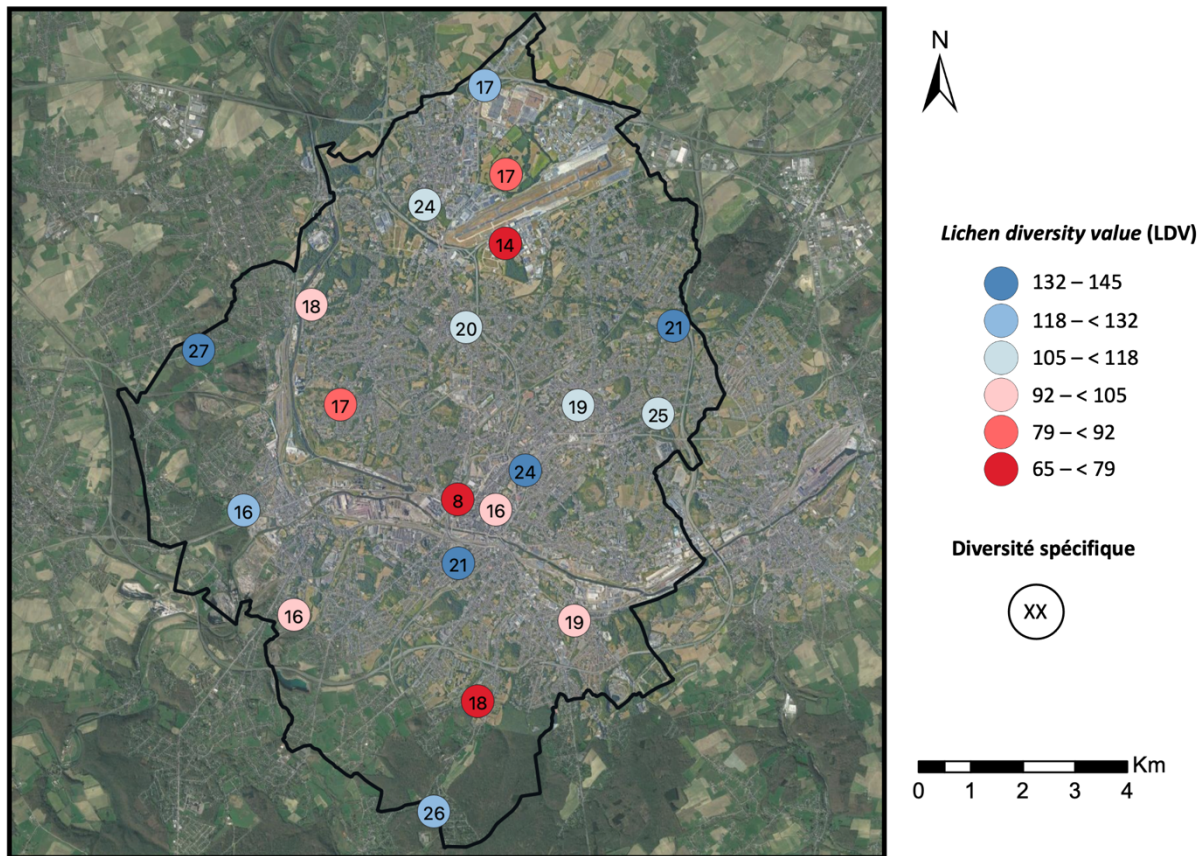 N
17
17
24
14
18
20
21
27
17
19
25
24
8
16
16
21
16
19
18
26
Lichen diversity value (LDV)
132 – 145
118 – < 132
105 – < 118
92 – < 105
79 – < 92
65 – < 79
Diversité spécifique
XX
Km
0 1 2 3 4